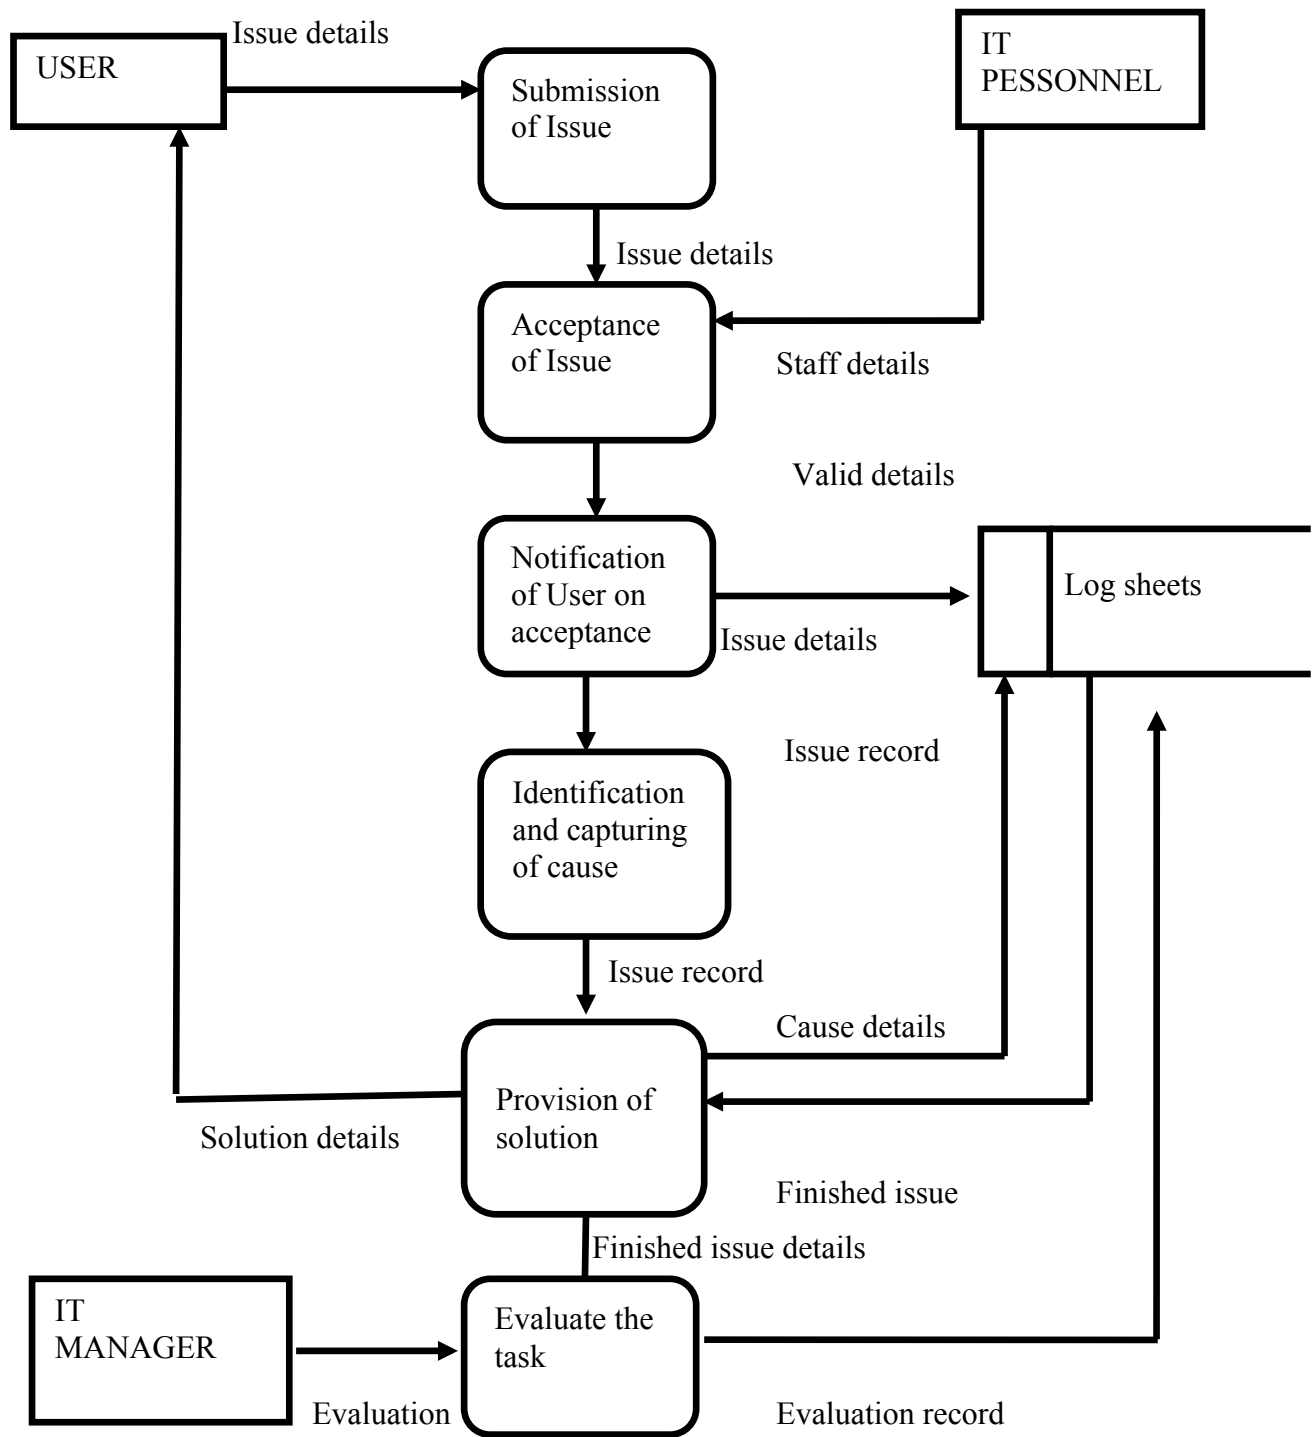 Issue details
USER
IT
PESSONNEL
Submission
of Issue
Issue details
Acceptance
of Issue
Staff details
Valid details
Notification
of User on
acceptance
Log sheets
Issue details
Issue record
Identification
and capturing
of cause
Issue record
Cause details
Provision of
solution
Solution details
Finished issue
Finished issue details
IT
MANAGER
Evaluate the
task
Evaluation
Evaluation record